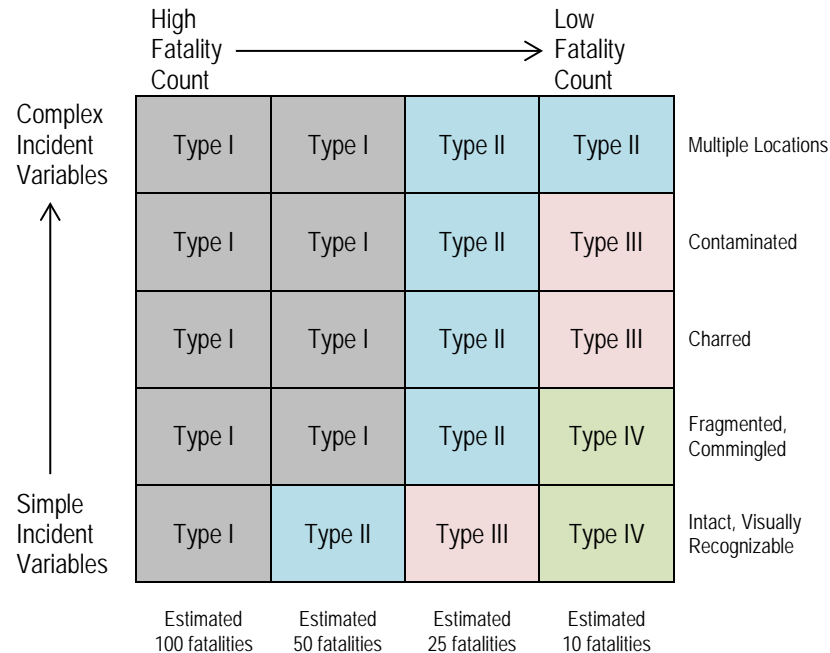 High
Fatality
Count
Low
Fatality
Count
Complex
Incident
Variables
Type I
Type I
Type II
Type II
Multiple Locations
Type I
Type I
Type II
Type III
Contaminated
Type I
Type I
Type II
Type III
Charred
Type I
Type I
Type II
Type IV
Fragmented,
Commingled
Simple
Incident
Variables
Type I
Type II
Type III
Type IV
Intact, Visually
Recognizable
Estimated
100 fatalities
Estimated
50 fatalities
Estimated
25 fatalities
Estimated
10 fatalities